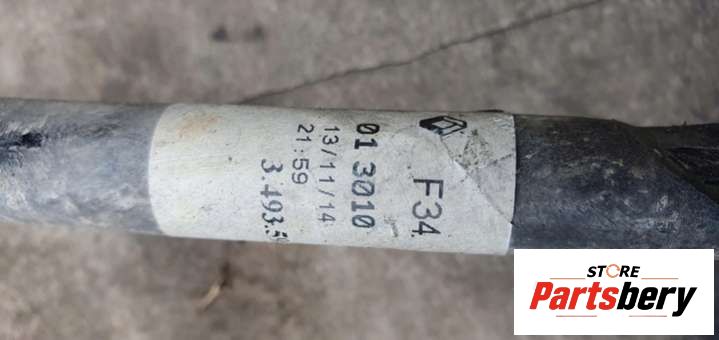 F34
01 3010
13/11/14
21:59
STORE
Partsbery